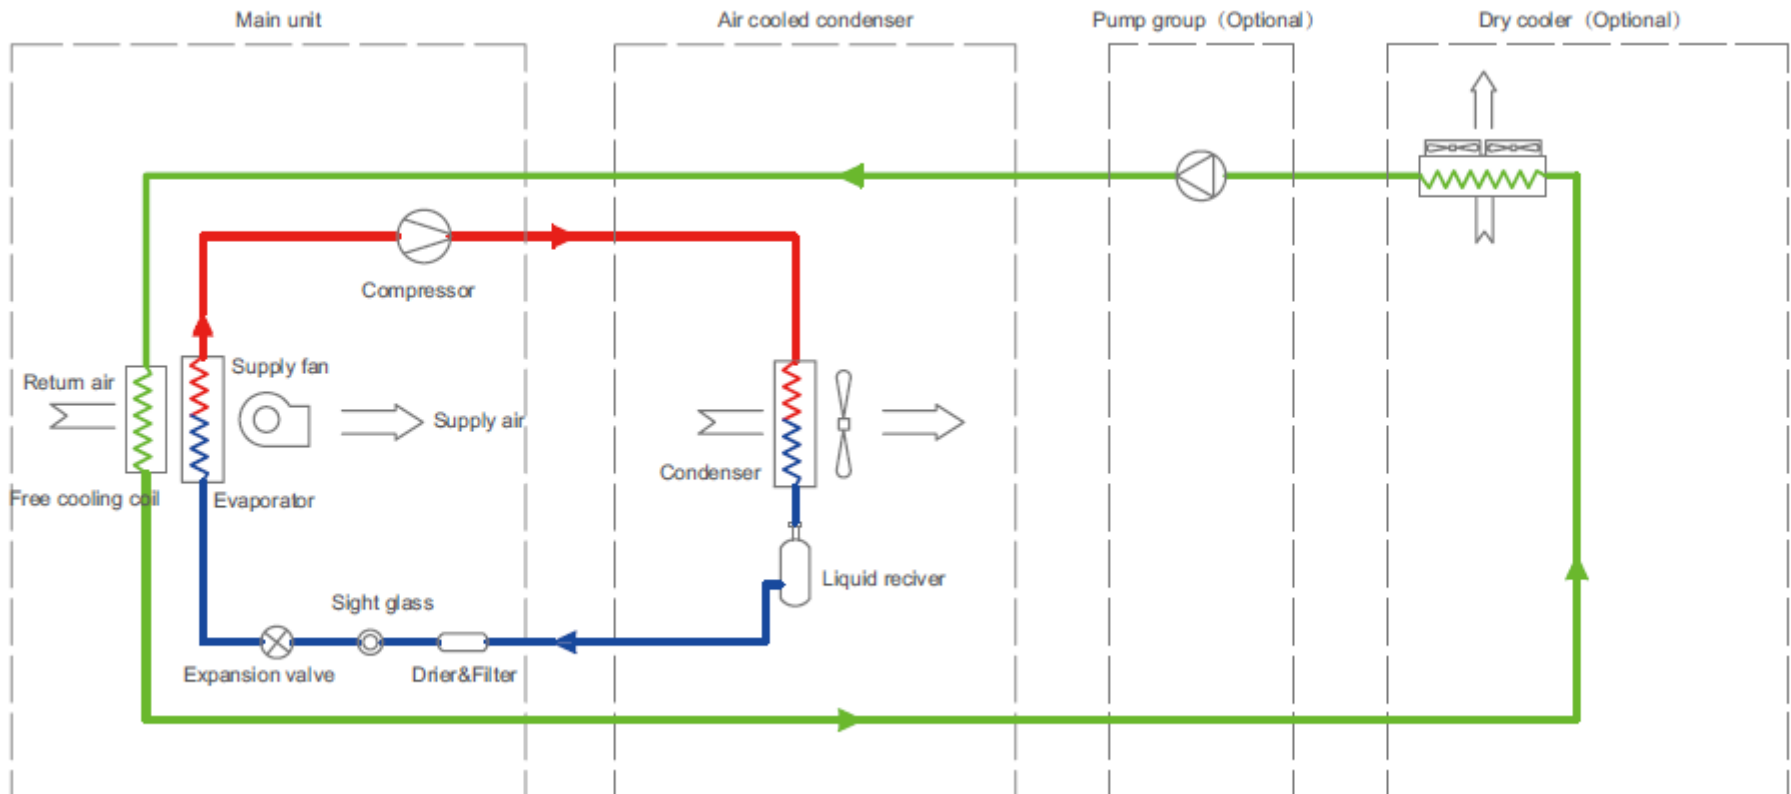 Main unit
Air cooled condenser
Pump group（Optional）
Dry cooler（Optional）
Compressor
Supply fan
Return air
Supply air
Condenser
Free cooling coil
Evaporator
Liquid reciver
Sight glass
Expansion valve
Drier&Filter